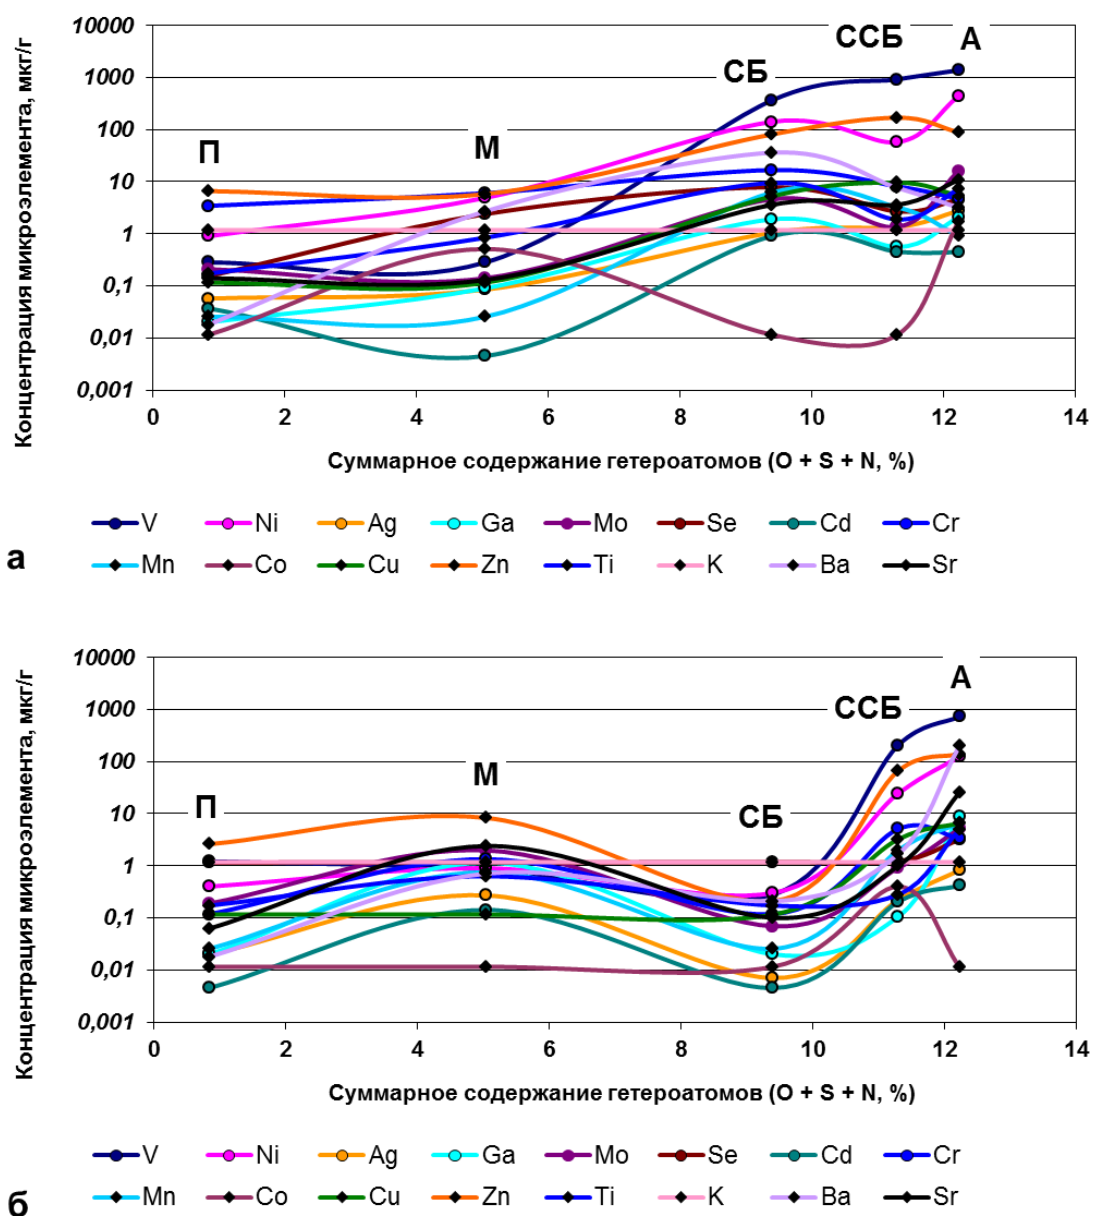 Концентрация микроэлемента, мкг/г
10000
1000
100
10
1
0,1
0,01
0,001
П
М
СБ
ССБ
А
0 2 4 6 8 10 12 14
Суммарное содержание гетероатомов (O + S + N, %)
V Ni Ag Ga Mo Se Cd Cr
Mn Co Cu Zn Ti K Ba Sr
а
Концентрация микроэлемента, мкг/г
10000
1000
100
10
1
0,1
0,01
0,001
П
М
СБ
ССБ
А
0 2 4 6 8 10 12 14
Суммарное содержание гетероатомов (O + S + N, %)
V Ni Ag Ga Mo Se Cd Cr
Mn Co Cu Zn Ti K Ba Sr
б